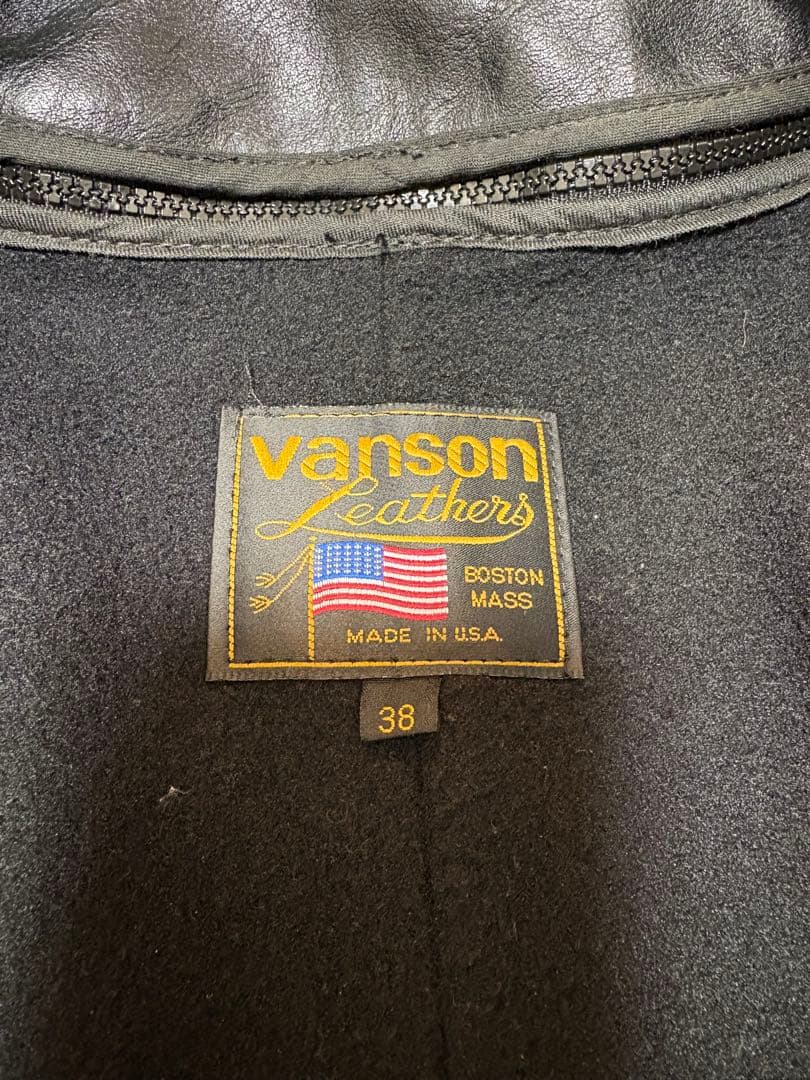 vanson
Leathers
BOSTON
MASS
MADE IN U.S.A.
38